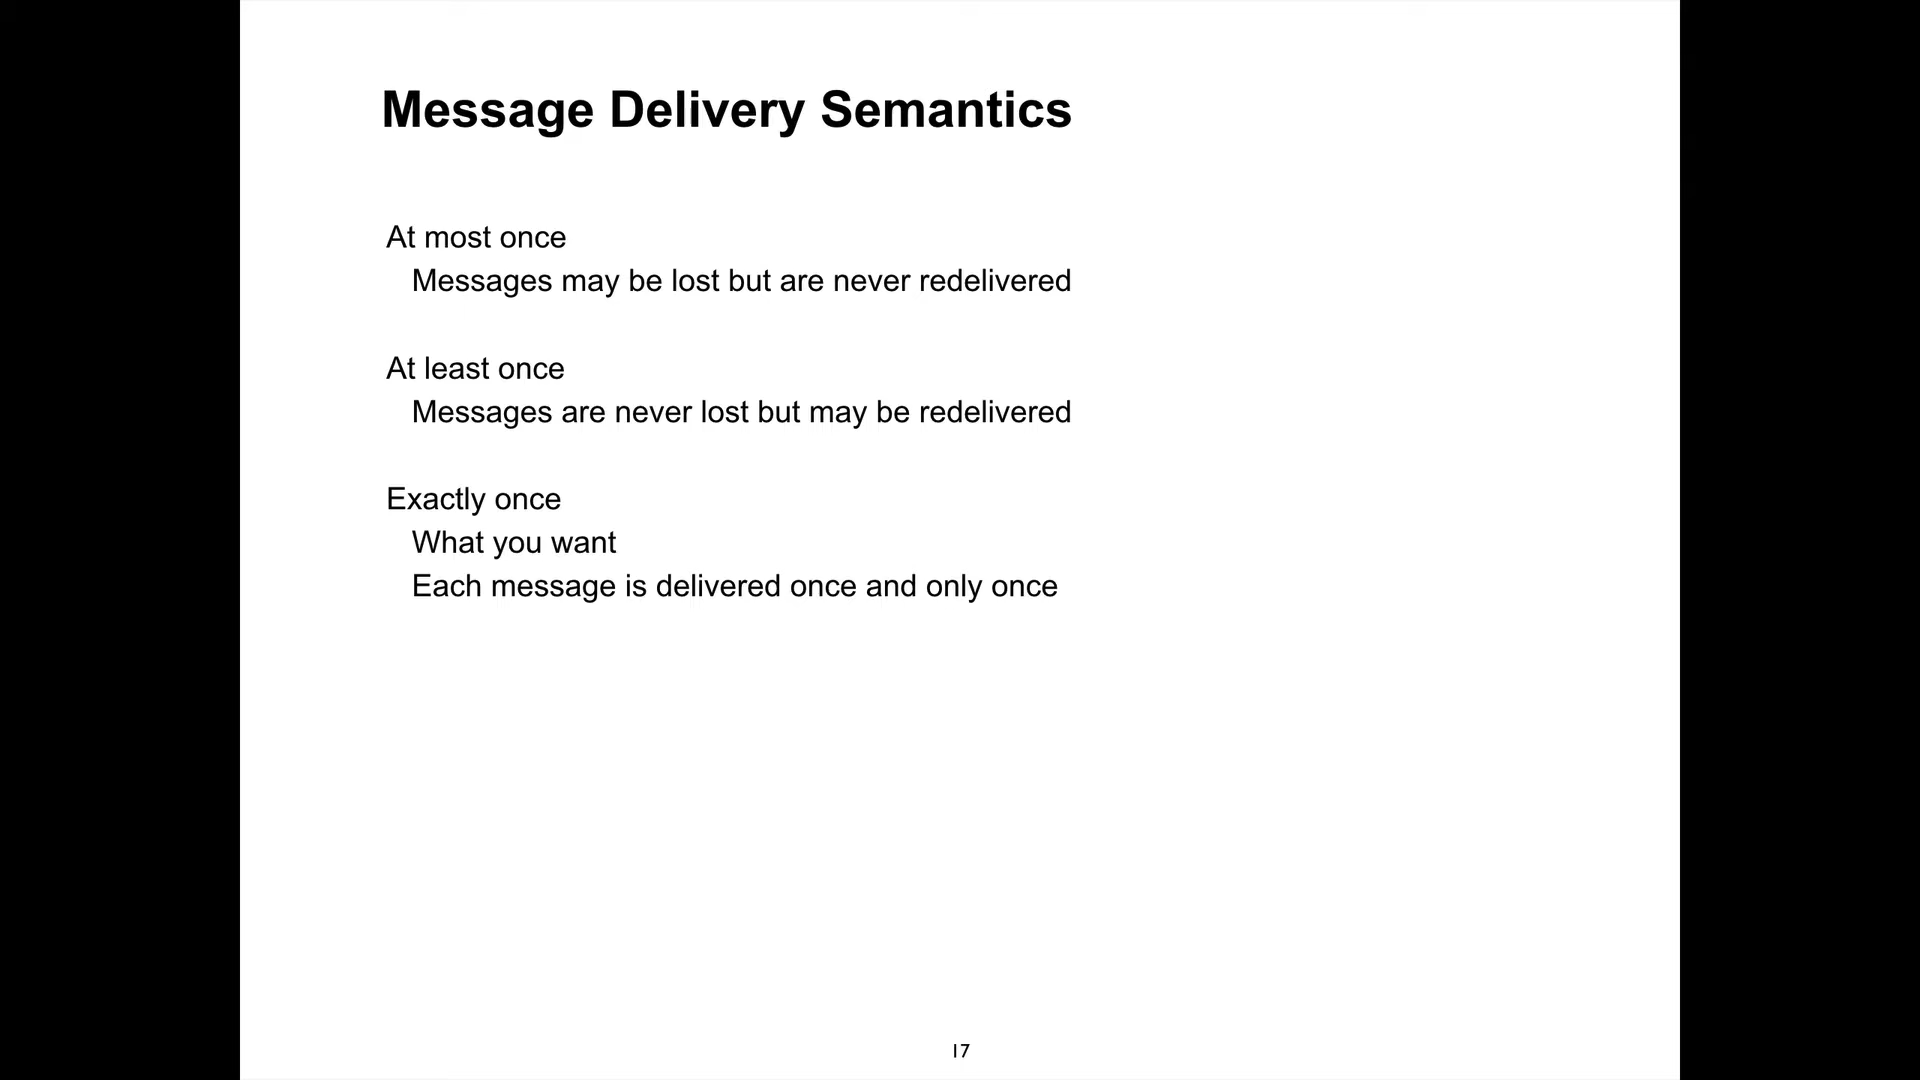 Message Delivery Semantics
At most once
Messages may be lost but are never redelivered
At least once
Messages are never lost but may be redelivered
Exactly once
What you want
Each message is delivered once and only once
17